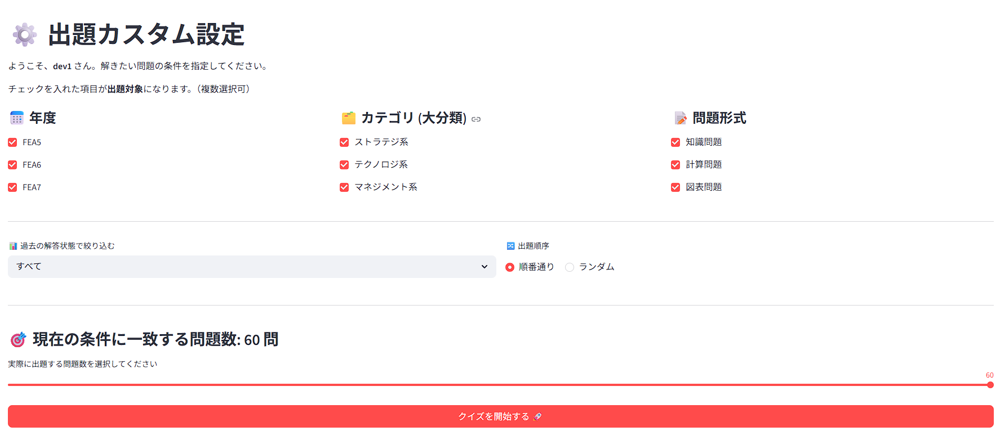 出題カスタム設定
ようこそ、dev1 さん。解きたい問題の条件を指定してください。
チェックを入れた項目が出題対象になります。（複数選択可）
年度
FEA5
FEA6
FEA7
カテゴリ (大分類)
ストラテジ系
テクノロジ系
マネジメント系
問題形式
知識問題
計算問題
図表問題
過去の解答状態で絞り込む
すべて
出題順序
順番通り ランダム
現在の条件に一致する問題数: 60 問
実際に出題する問題数を選択してください
60
クイズを開始する